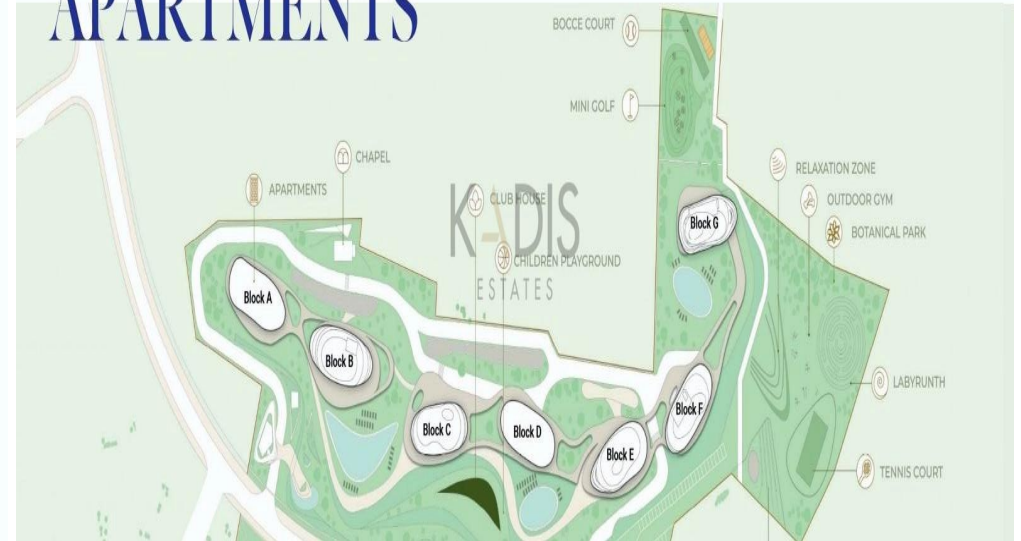 APARTMENTS
BOCCE COURT
MINI GOLF
CHAPEL
APARTMENTS
RELAXATION ZONE
OUTDOOR GYM
BOTANICAL PARK
CLUB HOUSE
KADIS
ESTATES
CHILDREN PLAYGROUND
Block G
Block A
Block B
Block C
Block D
Block E
Block F
LABYRUNTH
TENNIS COURT